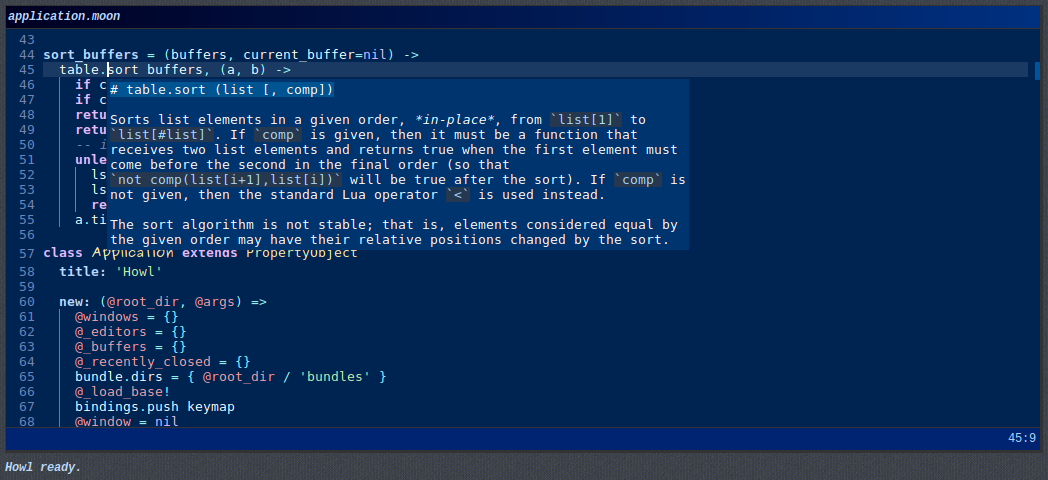 application.moon
43
44 sort_buffers = (buffers, current_buffer=nil) ->
45 table.sort buffers, (a, b) ->
46 if c
# table.sort (list [, comp])
47 if c
48 retu
Sorts list elements in a given order, *in-place*, from `list[1]` to
49 retu
`list[#list]`. If `comp` is given, then it must be a function that
50 -- i
receives two list elements and returns true when the first element must
51 unle
come before the second in the final order (so that
52 ls
`not comp(list[i+1],list[i])` will be true after the sort). If `comp` is
53 ls
not given, then the standard Lua operator `<` is used instead.
54 re
55 a.ti
The sort algorithm is not stable; that is, elements considered equal by
56
the given order may have their relative positions changed by the sort.
57 class Application extends PropertyObject
58 title: 'Howl'
59
60 new: (@root_dir, @args) =>
61 @windows = {}
62 @_editors = {}
63 @_buffers = {}
64 @_recently_closed = {}
65 bundle.dirs = { @root_dir / 'bundles' }
66 @_load_base!
67 bindings.push keymap
68 @window = nil
45:9
Howl ready.